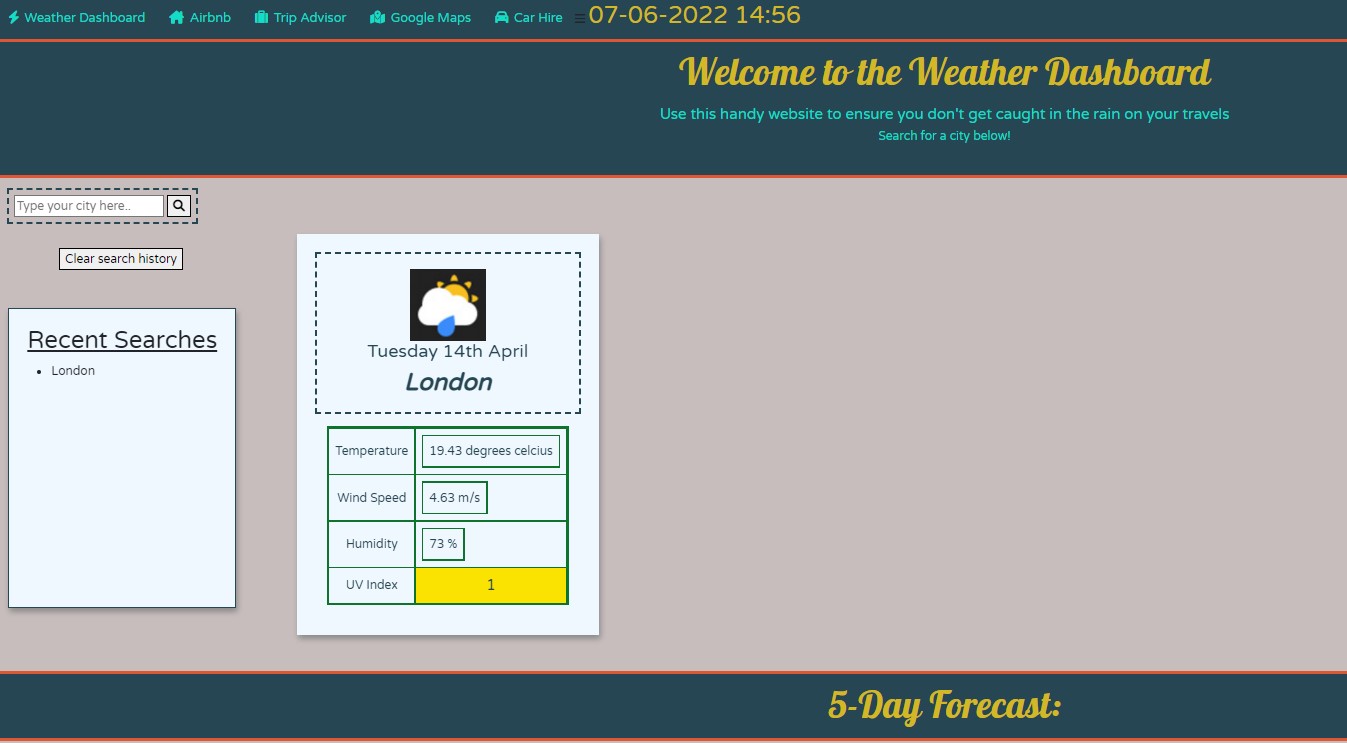 Weather Dashboard Airbnb Trip Advisor Google Maps Car Hire 07-06-2022 14:56
Welcome to the Weather Dashboard
Use this handy website to ensure you don't get caught in the rain on your travels
Search for a city below!
Type your city here..
Clear search history
Recent Searches
London
Tuesday 14th April
London
Temperature 19.43 degrees celcius
Wind Speed 4.63 m/s
Humidity 73 %
UV Index 1
5-Day Forecast: